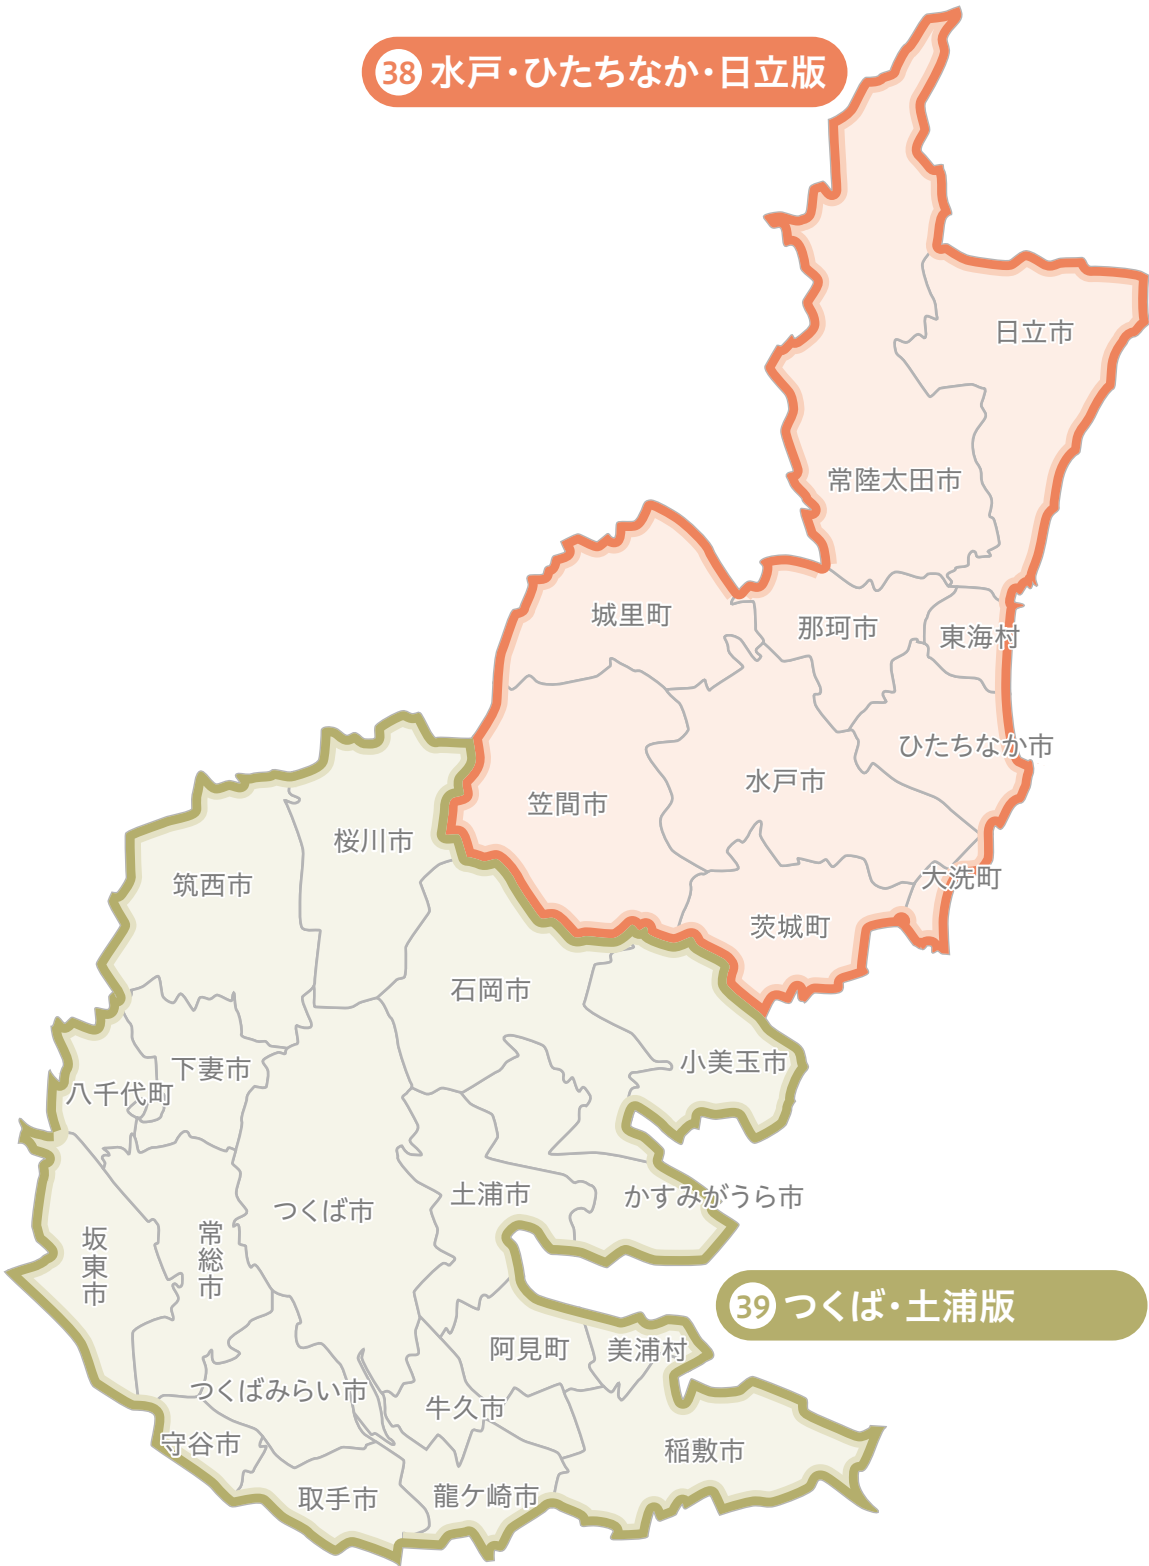 38 水戸・ひたちなか・日立版
日立市
常陸太田市
城里町
那珂市
東海村
ひたちなか市
水戸市
笠間市
大洗町
茨城町
桜川市
筑西市
石岡市
小美玉市
下妻市
八千代町
土浦市
かすみがうら市
つくば市
常総市
坂東市
39 つくば・土浦版
阿見町
美浦村
つくばみらい市
牛久市
守谷市
稲敷市
取手市
龍ケ崎市